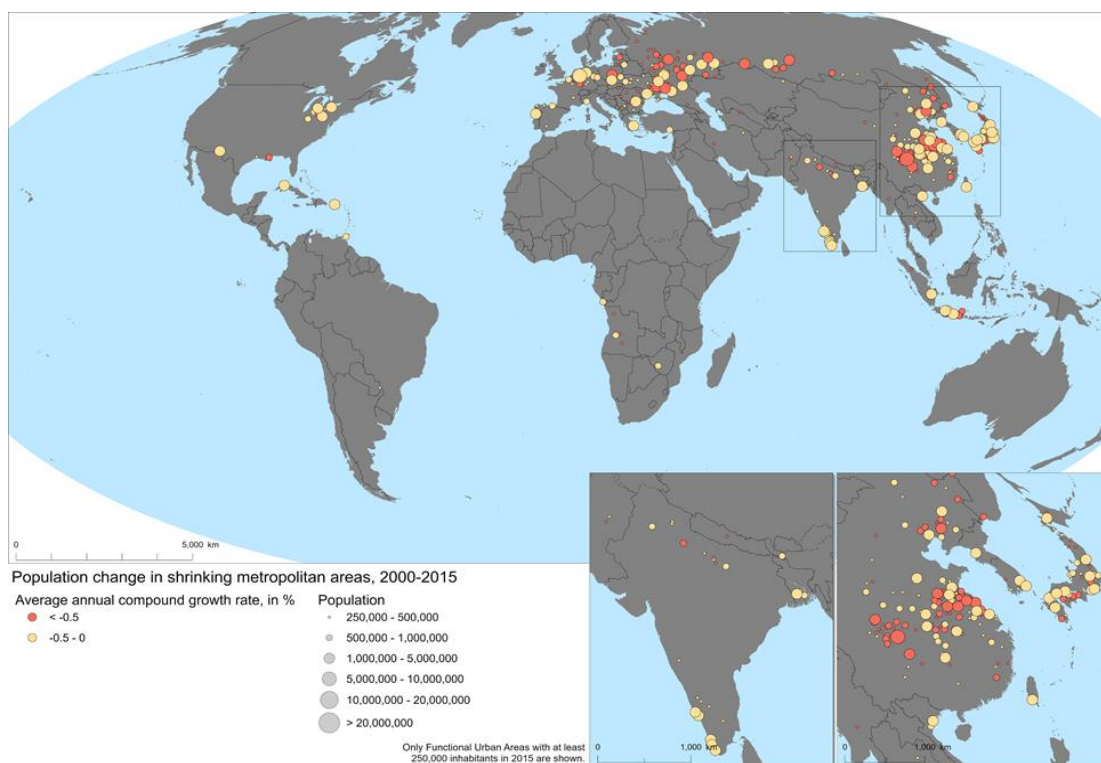 0 5,000 km
Population change in shrinking metropolitan areas, 2000-2015
Average annual compound growth rate, in %
< -0.5
-0.5 - 0
Population
250,000 - 500,000
500,000 - 1,000,000
1,000,000 - 5,000,000
5,000,000 - 10,000,000
10,000,000 - 20,000,000
> 20,000,000
Only Functional Urban Areas with at least
250,000 inhabitants in 2015 are shown.
0 1,000 km
0 1,000 km